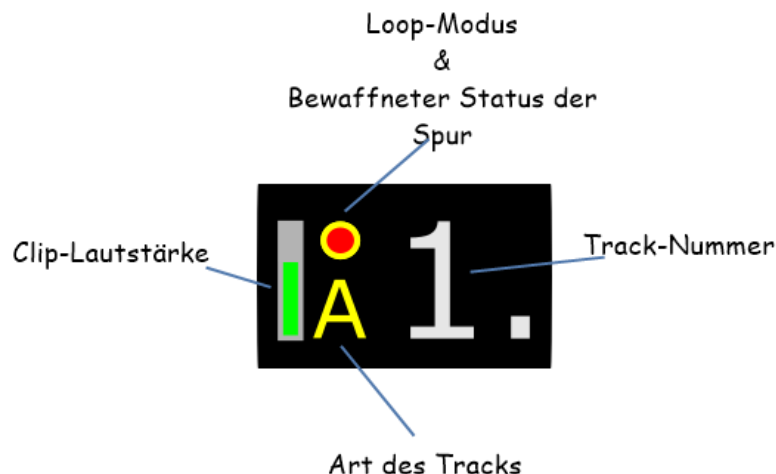 Loop-Modus
&
Bewaffneter Status der
Spur
Clip-Lautstärke
A
1.
Track-Nummer
Art des Tracks